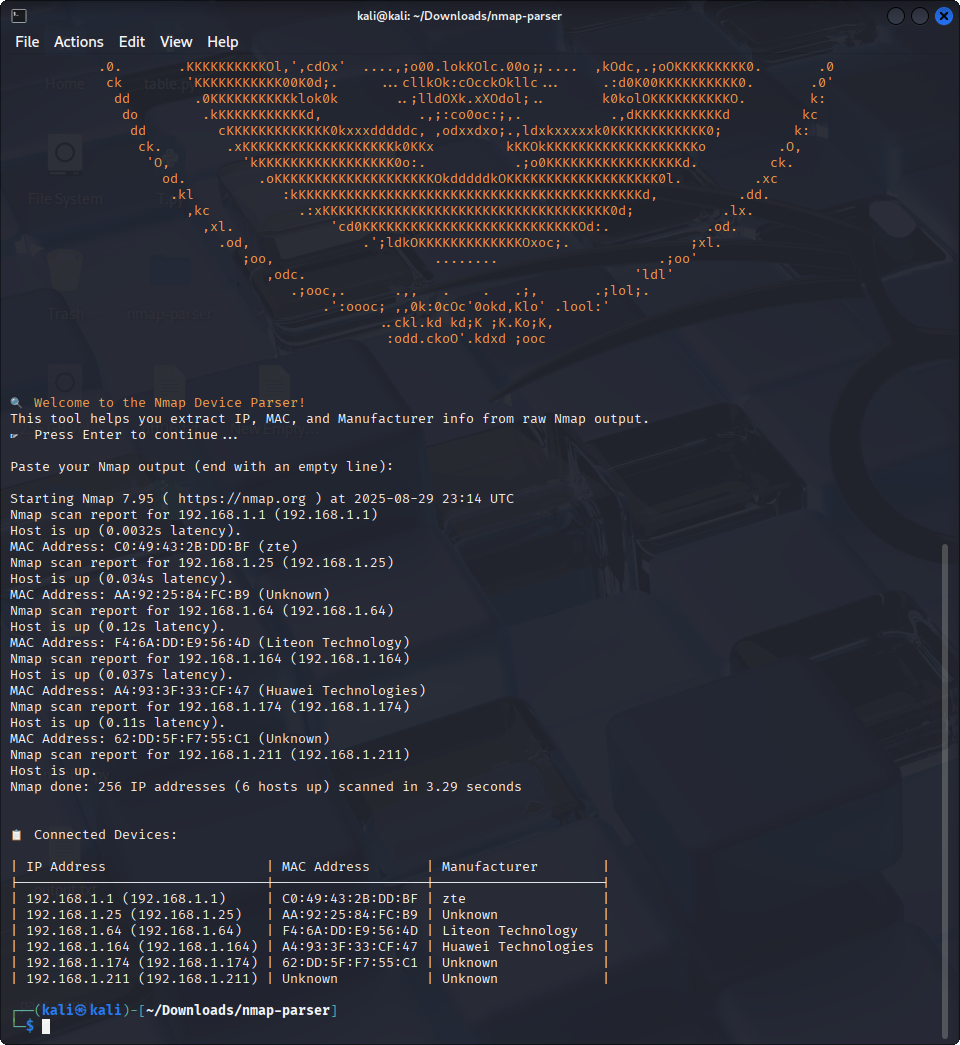 kali@kali: ~/Downloads/nmap-parser
File Actions Edit View Help
.0. .KKKKKKKKKKOl,',cdOx' ....,;o00.lokKOlc.00o;;.... ,kOdc,.;oOKKKKKKKKK0. .0
ck 'KKKKKKKKKKK00K0d;. ...cllkOk:cOcckOkllc... .:d0K00KKKKKKKKKK0. .0'
dd .0KKKKKKKKKKklok0k ..;lldOXk.xXOdol;.. k0kolOKKKKKKKKKKO. k:
do .kKKKKKKKKKKKd, .,;:co0oc:;,. .,dKKKKKKKKKKKd kc
dd cKKKKKKKKKKKKK0kxxxdddddc, ,odxxdxo;.,ldxkxxxxxk0KKKKKKKKKKKK0; k:
ck. .xKKKKKKKKKKKKKKKKKKKk0KKx kKKOkKKKKKKKKKKKKKKKKKKKo .O,
'O, 'kKKKKKKKKKKKKKKKKKK0o:. .;o0KKKKKKKKKKKKKKKKKKd. ck.
od. .oKKKKKKKKKKKKKKKKKKKKOkdddddkOKKKKKKKKKKKKKKKKKKK0l. .xc
.kl :kKKKKKKKKKKKKKKKKKKKKKKKKKKKKKKKKKKKKKKKKKKKd, .dd.
,kc .:xKKKKKKKKKKKKKKKKKKKKKKKKKKKKKKKKKKKK0d; .lx.
,xl. 'cd0KKKKKKKKKKKKKKKKKKKKKKKKKKOd:. .od.
.od, .';ldkOKKKKKKKKKKKKKOxoc;. ;xl.
;oo, ........ .;oo'
,odc. 'ldl'
.;ooc,. .,, . . .;, .;lol;.
.':oooc; ,,0k:0cOc'0okd,Klo' .lool:'
..ckl.kd kd;K ;K.Ko;K,
:odd.ckoO'.kdxd ;ooc
🔍 Welcome to the Nmap Device Parser!
This tool helps you extract IP, MAC, and Manufacturer info from raw Nmap output.
Press Enter to continue...
Paste your Nmap output (end with an empty line):
Starting Nmap 7.95 ( https://nmap.org ) at 2025-08-29 23:14 UTC
Nmap scan report for 192.168.1.1 (192.168.1.1)
Host is up (0.0032s latency).
MAC Address: C0:49:43:2B:DD:BF (zte)
Nmap scan report for 192.168.1.25 (192.168.1.25)
Host is up (0.034s latency).
MAC Address: AA:92:25:84:FC:B9 (Unknown)
Nmap scan report for 192.168.1.64 (192.168.1.64)
Host is up (0.12s latency).
MAC Address: F4:6A:DD:E9:56:4D (Liteon Technology)
Nmap scan report for 192.168.1.164 (192.168.1.164)
Host is up (0.037s latency).
MAC Address: A4:93:3F:33:CF:47 (Huawei Technologies)
Nmap scan report for 192.168.1.174 (192.168.1.174)
Host is up (0.11s latency).
MAC Address: 62:DD:5F:F7:55:C1 (Unknown)
Nmap scan report for 192.168.1.211 (192.168.1.211)
Host is up.
Nmap done: 256 IP addresses (6 hosts up) scanned in 3.29 seconds
📋 Connected Devices:
| IP Address | MAC Address | Manufacturer |
| 192.168.1.1 (192.168.1.1) | C0:49:43:2B:DD:BF | zte |
| 192.168.1.25 (192.168.1.25) | AA:92:25:84:FC:B9 | Unknown |
| 192.168.1.64 (192.168.1.64) | F4:6A:DD:E9:56:4D | Liteon Technology |
| 192.168.1.164 (192.168.1.164) | A4:93:3F:33:CF:47 | Huawei Technologies |
| 192.168.1.174 (192.168.1.174) | 62:DD:5F:F7:55:C1 | Unknown |
| 192.168.1.211 (192.168.1.211) | Unknown | Unknown |
┌──(kali㉿kali)-[~/Downloads/nmap-parser]
└─$